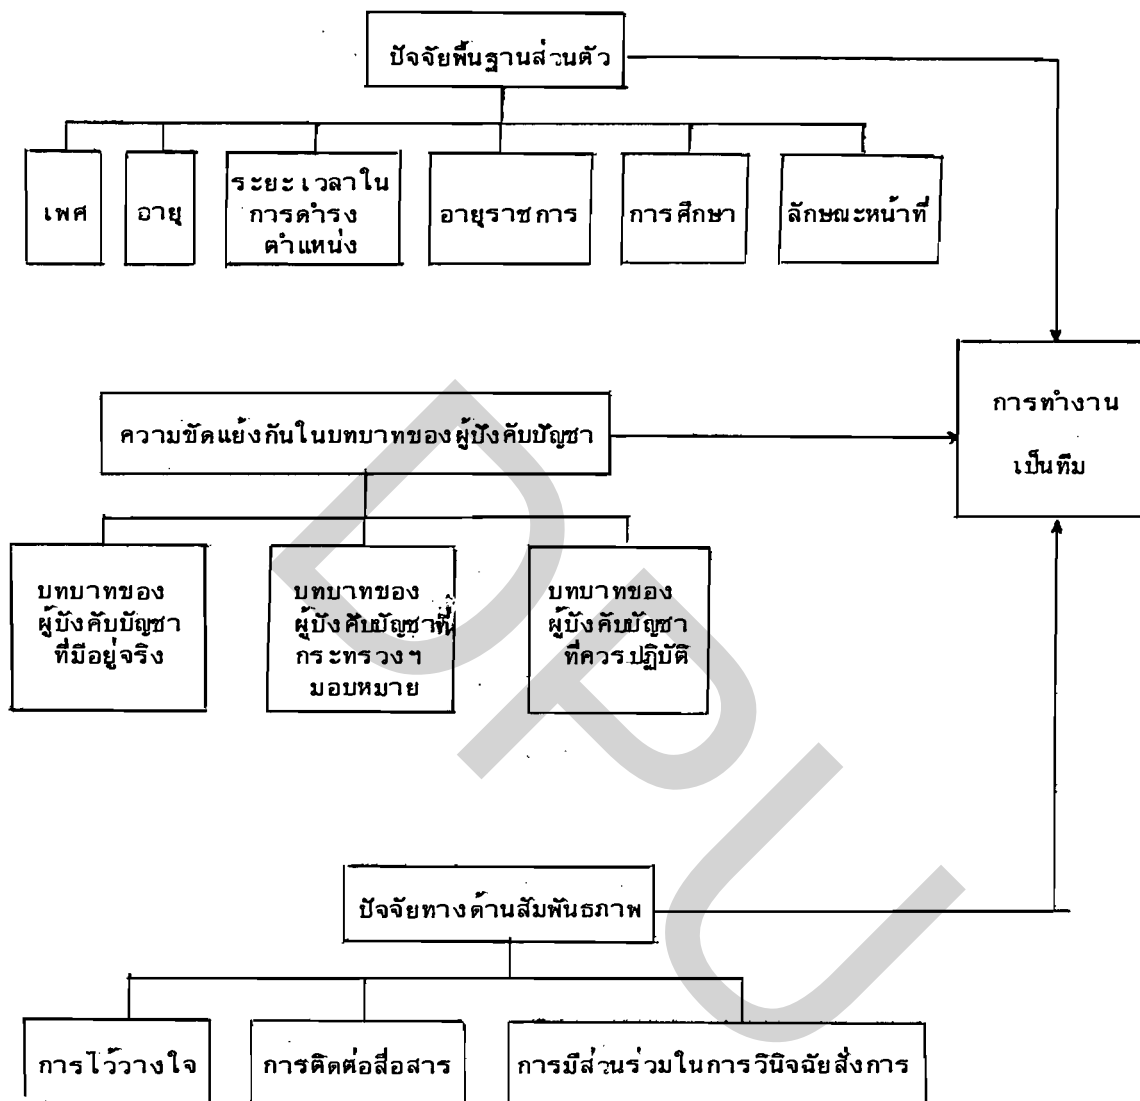 ปัจจัยพื้นฐานส่วนตัว
เพศ
อายุ
ระยะเวลาใน
การดำรง
ตำแหน่ง
อายุราชการ
การศึกษา
ลักษณะหน้าที่
ความขัดแย้งกันในบทบาทของผู้บังคับบัญชา
การทำงาน
เป็นทีม
บทบาทของ
ผู้บังคับบัญชา
ที่มีอยู่จริง
บทบาทของ
ผู้บังคับบัญชาที่
กระทรวงฯ
มอบหมาย
บทบาทของ
ผู้บังคับบัญชา
ที่ควรปฏิบัติ
ปัจจัยทางด้านสัมพันธภาพ
การไว้วางใจ
การติดต่อสื่อสาร
การมีส่วนร่วมในการวินิจฉัยสั่งการ
DPU